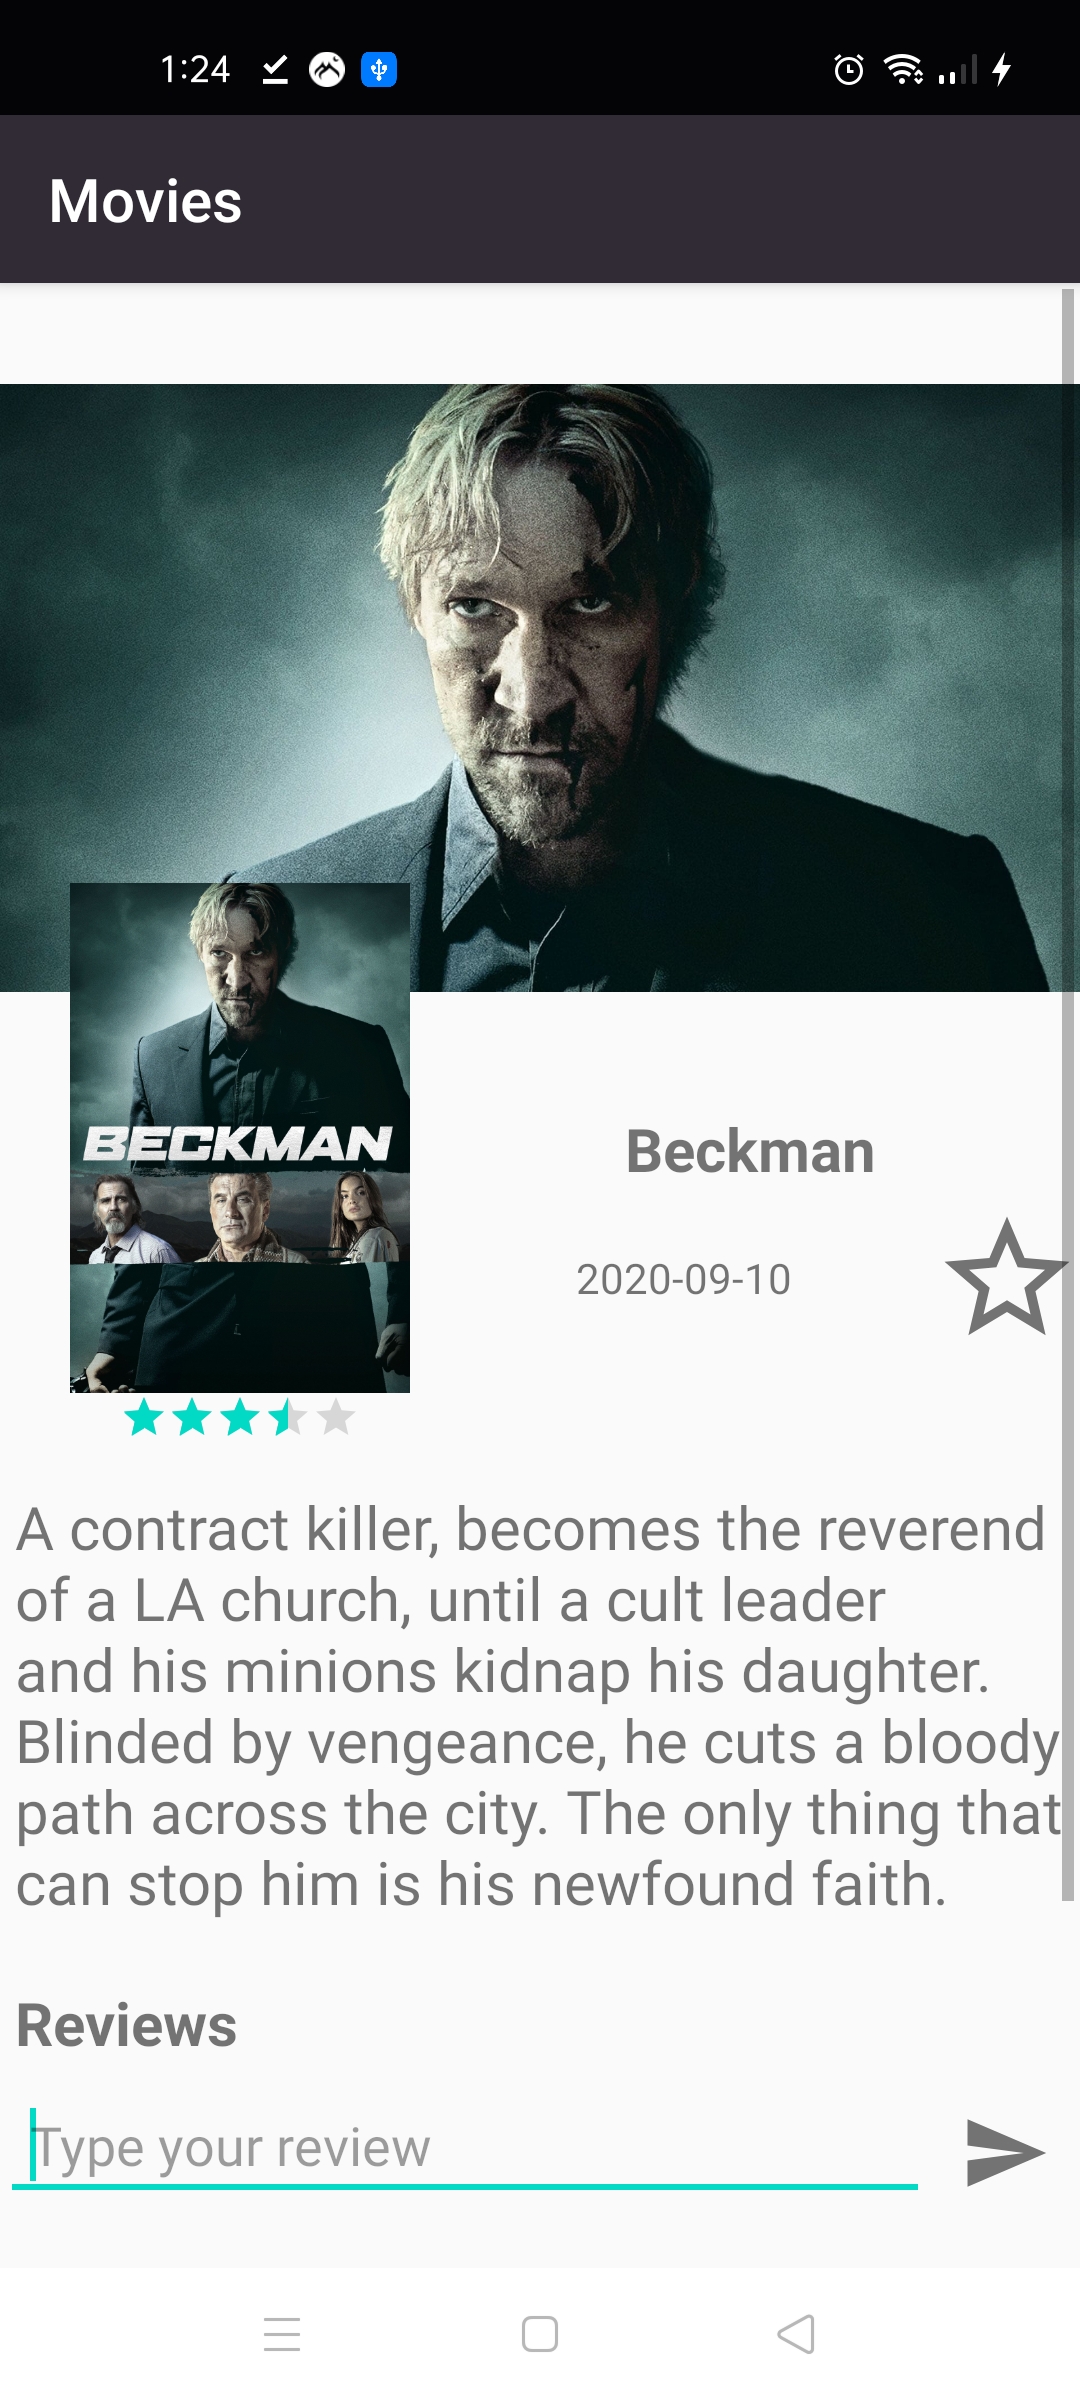 1:24
Movies
BECKMAN
Beckman
2020-09-10
A contract killer, becomes the reverend
of a LA church, until a cult leader
and his minions kidnap his daughter.
Blinded by vengeance, he cuts a bloody
path across the city. The only thing that
can stop him is his newfound faith.
Reviews
Type your review